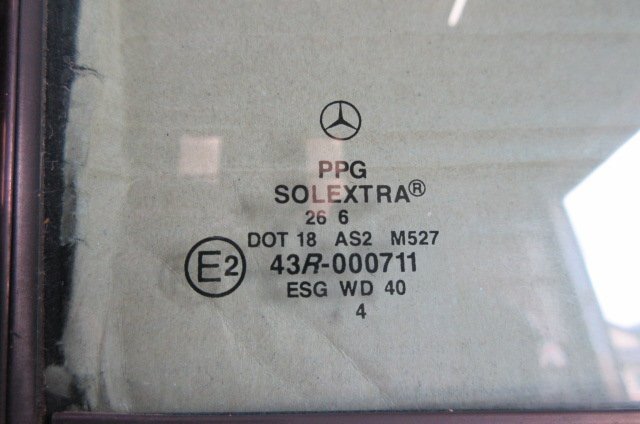 PPG
SOLEXTRA®
26 6
DOT 18 AS2 M527
E2 43R-000711
ESG WD 40
4